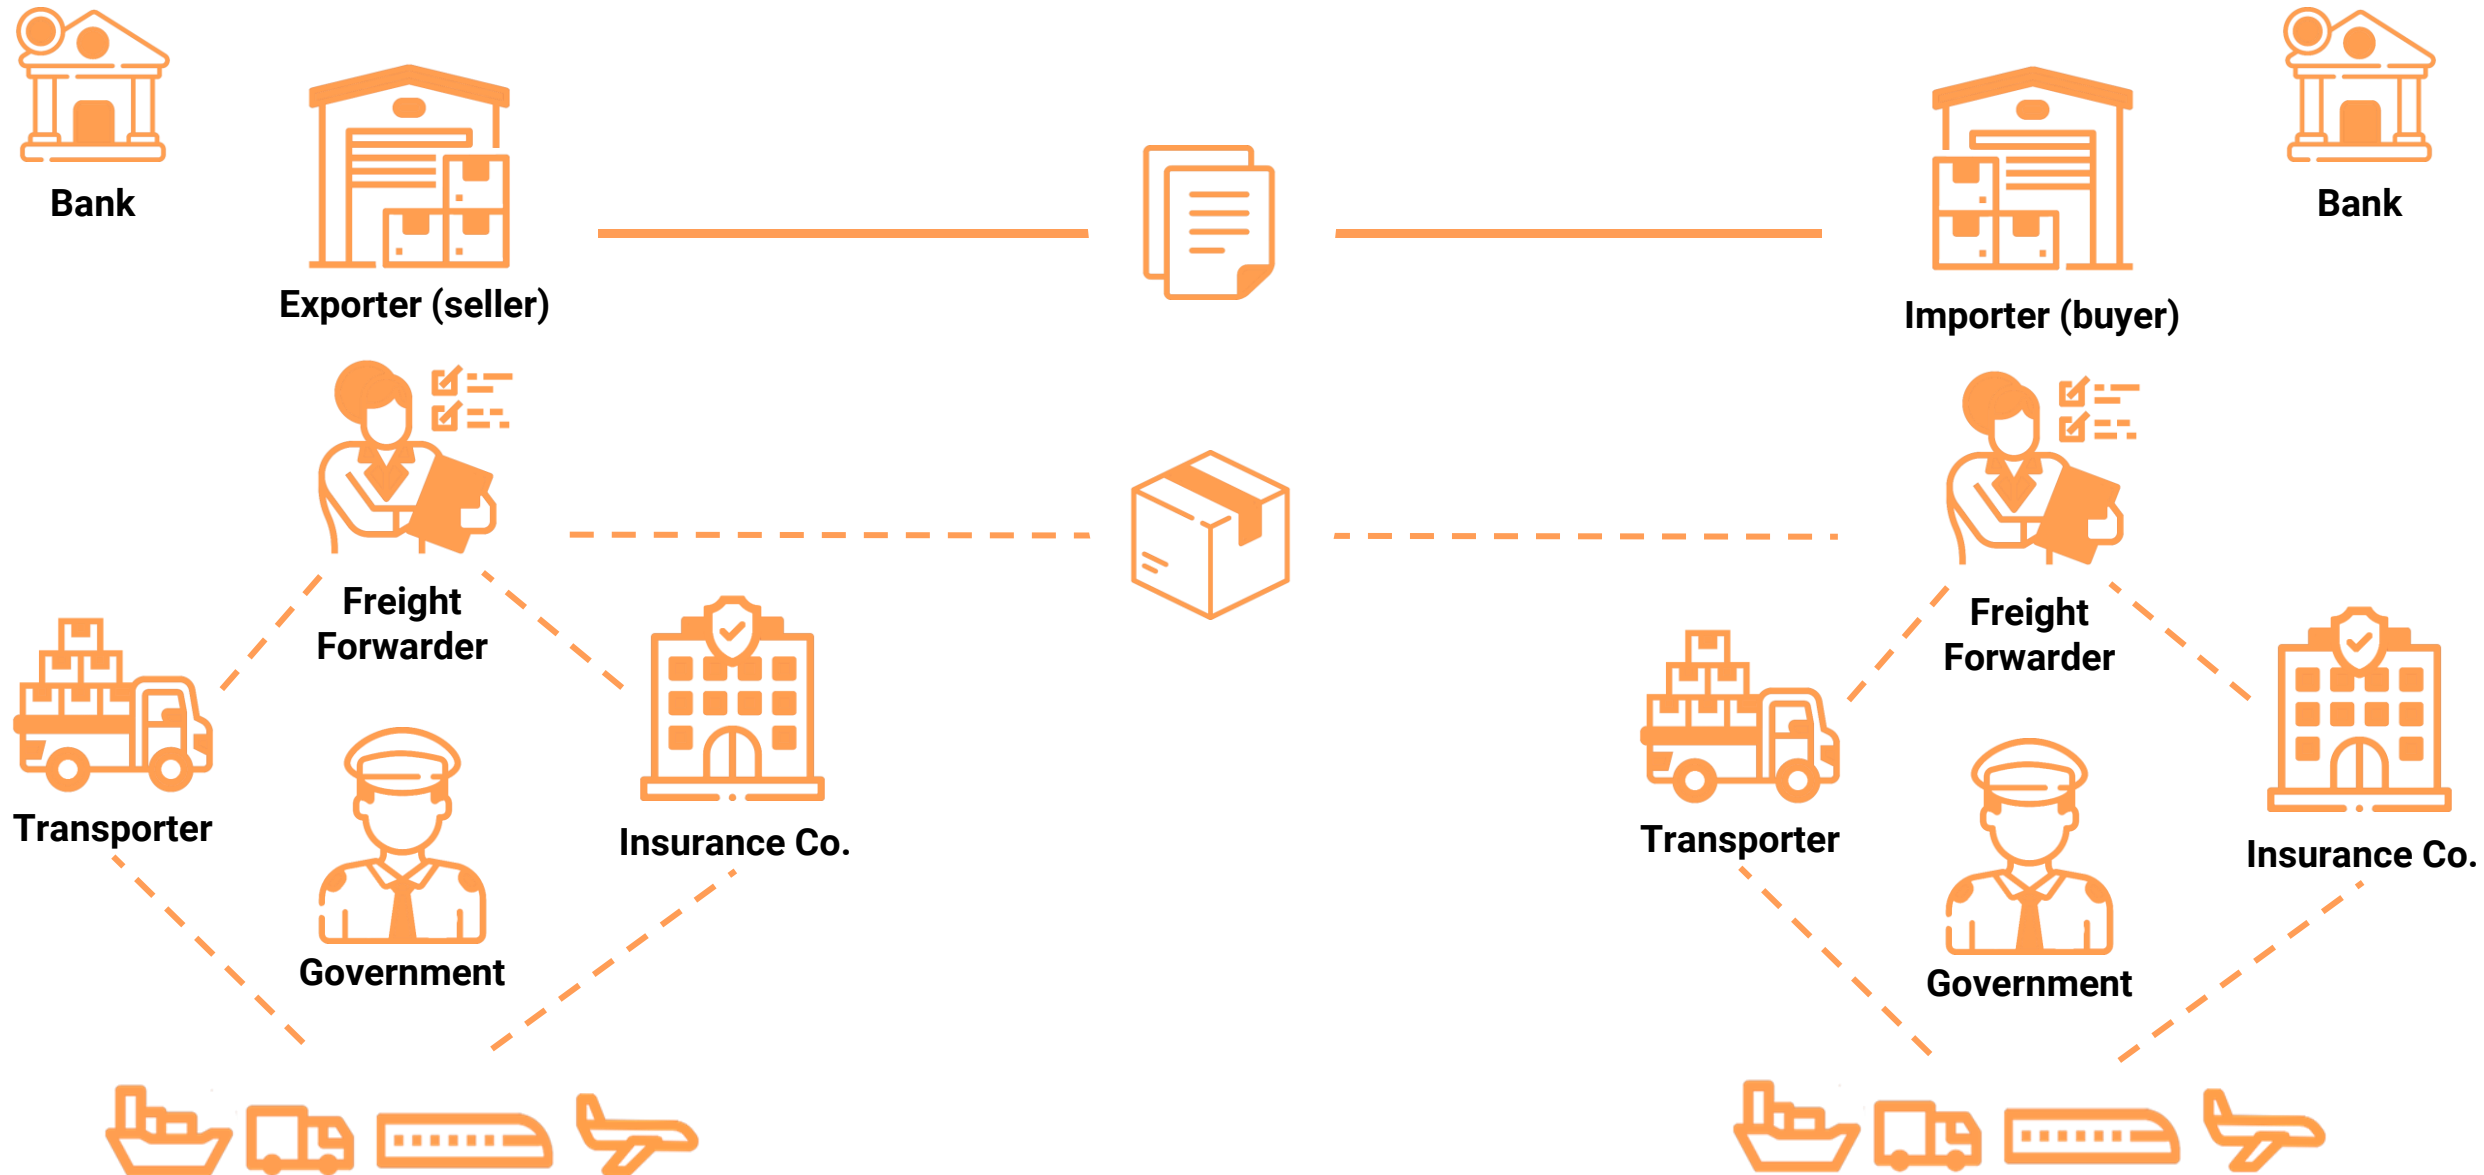 Bank
Bank
Exporter (seller)
Importer (buyer)
Freight
Forwarder
Freight
Forwarder
Transporter
Insurance Co.
Transporter
Insurance Co.
Government
Government